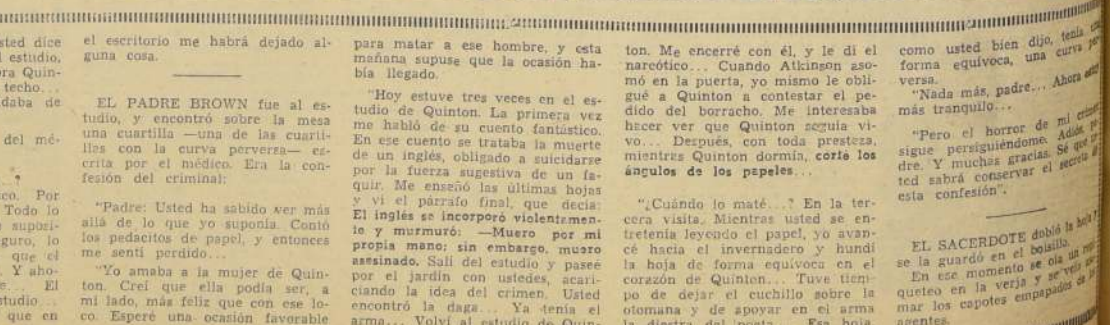 sted dice
l estudio,
ra Quin-
techo...
daba de
del mé-
...?
co. Por
Todo lo
suposi-
guro, lo
que el
. Y aho-
e... El
studio...
que en
el escritorio me habrá dejado al-
guna cosa.
EL PADRE BROWN fue al es-
tudio, y encontró sobre la mesa
una cuartilla —una de las cuarti-
llas con la curva perversa— es-
crita por el médico. Era la con-
fesión del criminal:
"Padre: Usted ha sabido ver más
allá de lo que yo suponía. Contó
los pedacitos de papel, y entonces
me sentí perdido...
"Yo amaba a la mujer de Quin-
ton. Creí que ella podía ser, a
mi lado, más feliz que con ese lo-
co. Esperé una ocasión favorable
para matar a ese hombre, y esta
mañana supuse que la ocasión ha-
bía llegado.
"Hoy estuve tres veces en el es-
tudio de Quinton. La primera vez
me habló de su cuento fantástico.
En ese cuento se trataba la muerte
de un inglés, obligado a suicidarse
por la fuerza sugestiva de un fa-
quir. Me enseñó las últimas hojas
y vi el párrafo final, que decía:
El inglés se incorporó violentamen-
te y murmuró: —Muero por mi
propia mano; sin embargo, muero
asesinado. Salí del estudio y paseé
por el jardín con ustedes, acari-
ciando la idea del crimen. Usted
encontró la daga... Ya tenía el
arma... Volví al estudio de Quin-
ton. Me encerré con él, y le di el
narcótico... Cuando Atkinson aso-
mó en la puerta, yo mismo le obli-
gué a Quinton a contestar el pe-
dido del borracho. Me interesaba
hacer ver que Quinton seguía vi-
vo... Después, con toda presteza,
mientras Quinton dormía, corté los
ángulos de los papeles...
"¿Cuándo lo maté...? En la ter-
cera visita. Mientras usted se en-
tretenía leyendo el papel, yo avan-
cé hacia el invernadero y hundí
la hoja de forma equívoca en el
corazón de Quinton... Tuve tiem-
po de dejar el cuchillo sobre la
otomana y de apoyar en el arma
la diestra del poeta... Esa hoja,
como usted bien dijo, tenía
forma equívoca, una curva per-
versa.
"Nada más, padre... Ahora
más tranquilo...
"Pero el horror de mi crimen
sigue persiguiéndome. Adiós, pa-
dre. Y muchas gracias. Sé que us-
ted sabrá conservar el secreto
esta confesión".
EL SACERDOTE dobló la hoja y
se la guardó en el bolsillo.
En ese momento se oía un
queteo en la verja y se veía
mar los capotes empapados de
agentes.